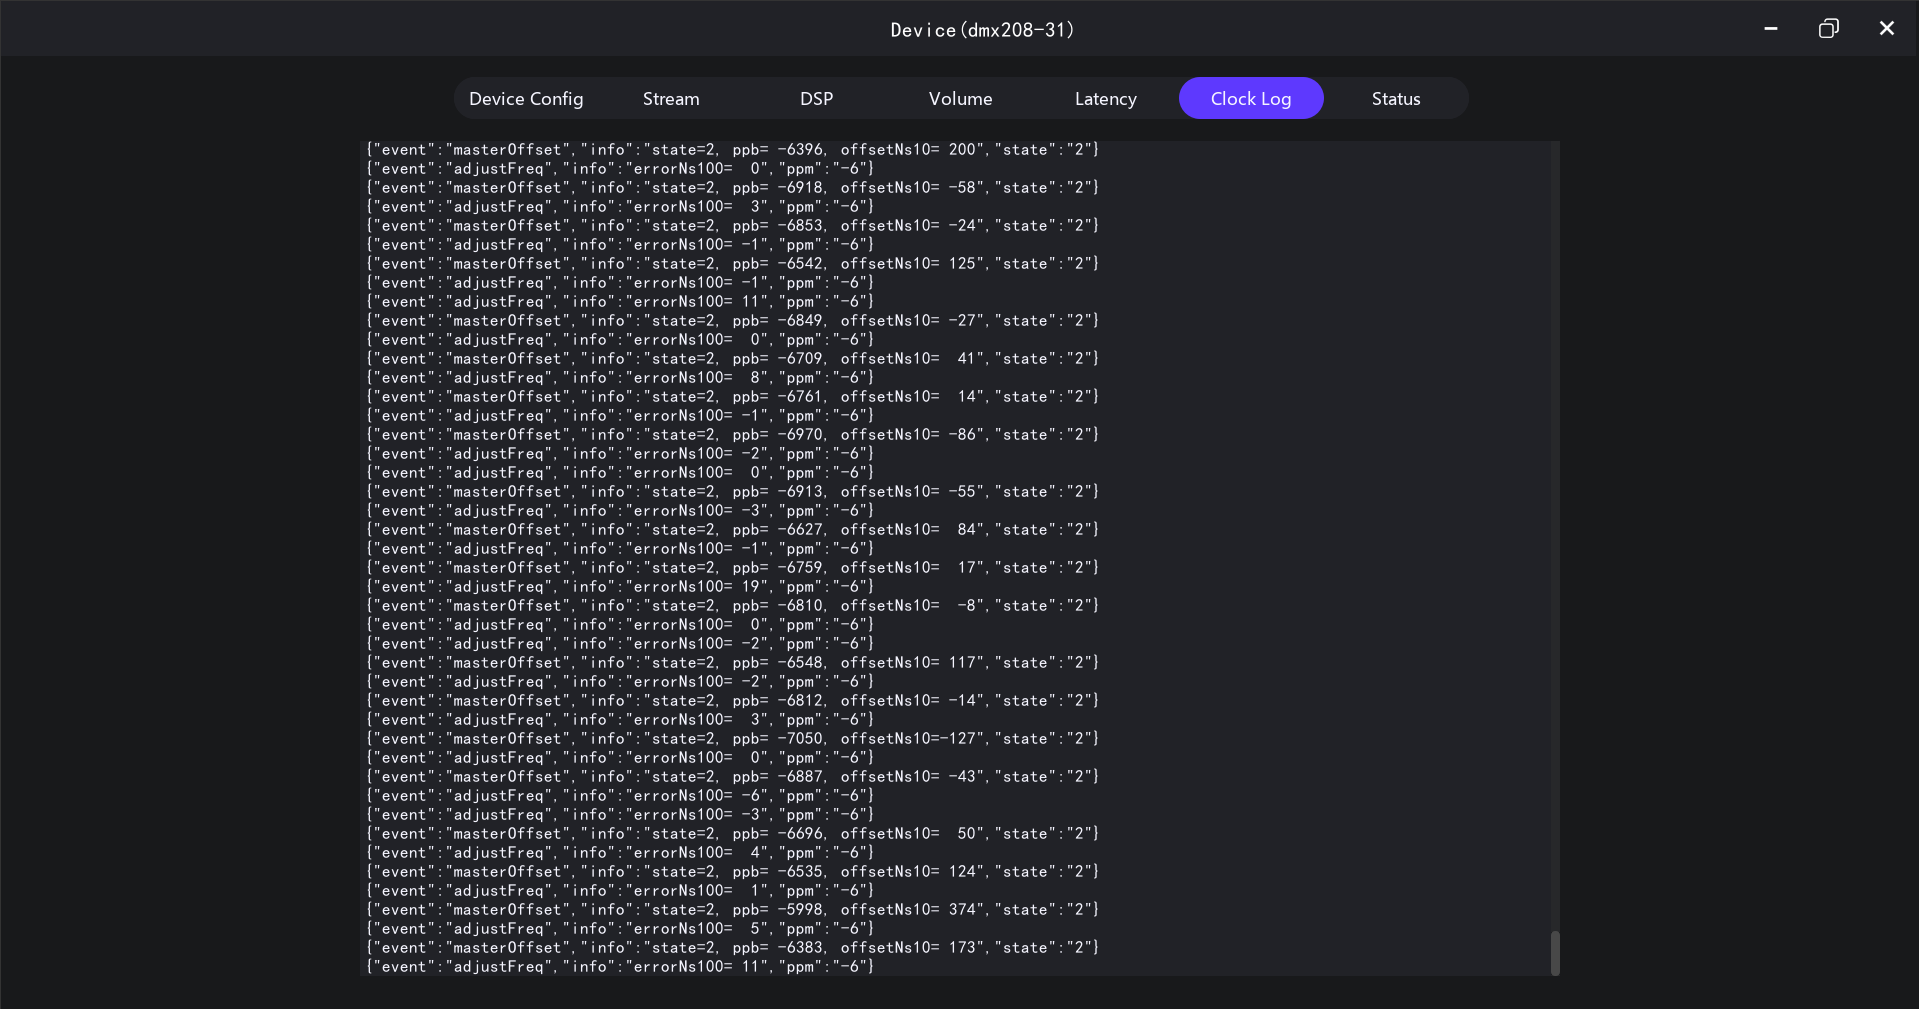 Device(dmx208-31)
Device Config Stream DSP Volume Latency Clock Log Status
{"event":"masterOffset","info":"state=2, ppb= -6396, offsetNs10= 200","state":"2"}
{"event":"adjustFreq","info":"errorNs100=  0","ppm":"-6"}
{"event":"masterOffset","info":"state=2, ppb= -6918, offsetNs10= -58","state":"2"}
{"event":"adjustFreq","info":"errorNs100=  3","ppm":"-6"}
{"event":"masterOffset","info":"state=2, ppb= -6853, offsetNs10= -24","state":"2"}
{"event":"adjustFreq","info":"errorNs100= -1","ppm":"-6"}
{"event":"masterOffset","info":"state=2, ppb= -6542, offsetNs10= 125","state":"2"}
{"event":"adjustFreq","info":"errorNs100= -1","ppm":"-6"}
{"event":"adjustFreq","info":"errorNs100= 11","ppm":"-6"}
{"event":"masterOffset","info":"state=2, ppb= -6849, offsetNs10= -27","state":"2"}
{"event":"adjustFreq","info":"errorNs100=  0","ppm":"-6"}
{"event":"masterOffset","info":"state=2, ppb= -6709, offsetNs10=  41","state":"2"}
{"event":"adjustFreq","info":"errorNs100=  8","ppm":"-6"}
{"event":"masterOffset","info":"state=2, ppb= -6761, offsetNs10=  14","state":"2"}
{"event":"adjustFreq","info":"errorNs100= -1","ppm":"-6"}
{"event":"masterOffset","info":"state=2, ppb= -6970, offsetNs10= -86","state":"2"}
{"event":"adjustFreq","info":"errorNs100= -2","ppm":"-6"}
{"event":"adjustFreq","info":"errorNs100=  0","ppm":"-6"}
{"event":"masterOffset","info":"state=2, ppb= -6913, offsetNs10= -55","state":"2"}
{"event":"adjustFreq","info":"errorNs100= -3","ppm":"-6"}
{"event":"masterOffset","info":"state=2, ppb= -6627, offsetNs10=  84","state":"2"}
{"event":"adjustFreq","info":"errorNs100= -1","ppm":"-6"}
{"event":"masterOffset","info":"state=2, ppb= -6759, offsetNs10=  17","state":"2"}
{"event":"adjustFreq","info":"errorNs100= 19","ppm":"-6"}
{"event":"masterOffset","info":"state=2, ppb= -6810, offsetNs10=  -8","state":"2"}
{"event":"adjustFreq","info":"errorNs100=  0","ppm":"-6"}
{"event":"adjustFreq","info":"errorNs100= -2","ppm":"-6"}
{"event":"masterOffset","info":"state=2, ppb= -6548, offsetNs10= 117","state":"2"}
{"event":"adjustFreq","info":"errorNs100= -2","ppm":"-6"}
{"event":"masterOffset","info":"state=2, ppb= -6812, offsetNs10= -14","state":"2"}
{"event":"adjustFreq","info":"errorNs100=  3","ppm":"-6"}
{"event":"masterOffset","info":"state=2, ppb= -7050, offsetNs10=-127","state":"2"}
{"event":"adjustFreq","info":"errorNs100=  0","ppm":"-6"}
{"event":"masterOffset","info":"state=2, ppb= -6887, offsetNs10= -43","state":"2"}
{"event":"adjustFreq","info":"errorNs100= -6","ppm":"-6"}
{"event":"adjustFreq","info":"errorNs100= -3","ppm":"-6"}
{"event":"masterOffset","info":"state=2, ppb= -6696, offsetNs10=  50","state":"2"}
{"event":"adjustFreq","info":"errorNs100=  4","ppm":"-6"}
{"event":"masterOffset","info":"state=2, ppb= -6535, offsetNs10= 124","state":"2"}
{"event":"adjustFreq","info":"errorNs100=  1","ppm":"-6"}
{"event":"masterOffset","info":"state=2, ppb= -5998, offsetNs10= 374","state":"2"}
{"event":"adjustFreq","info":"errorNs100=  5","ppm":"-6"}
{"event":"masterOffset","info":"state=2, ppb= -6383, offsetNs10= 173","state":"2"}
{"event":"adjustFreq","info":"errorNs100= 11","ppm":"-6"}